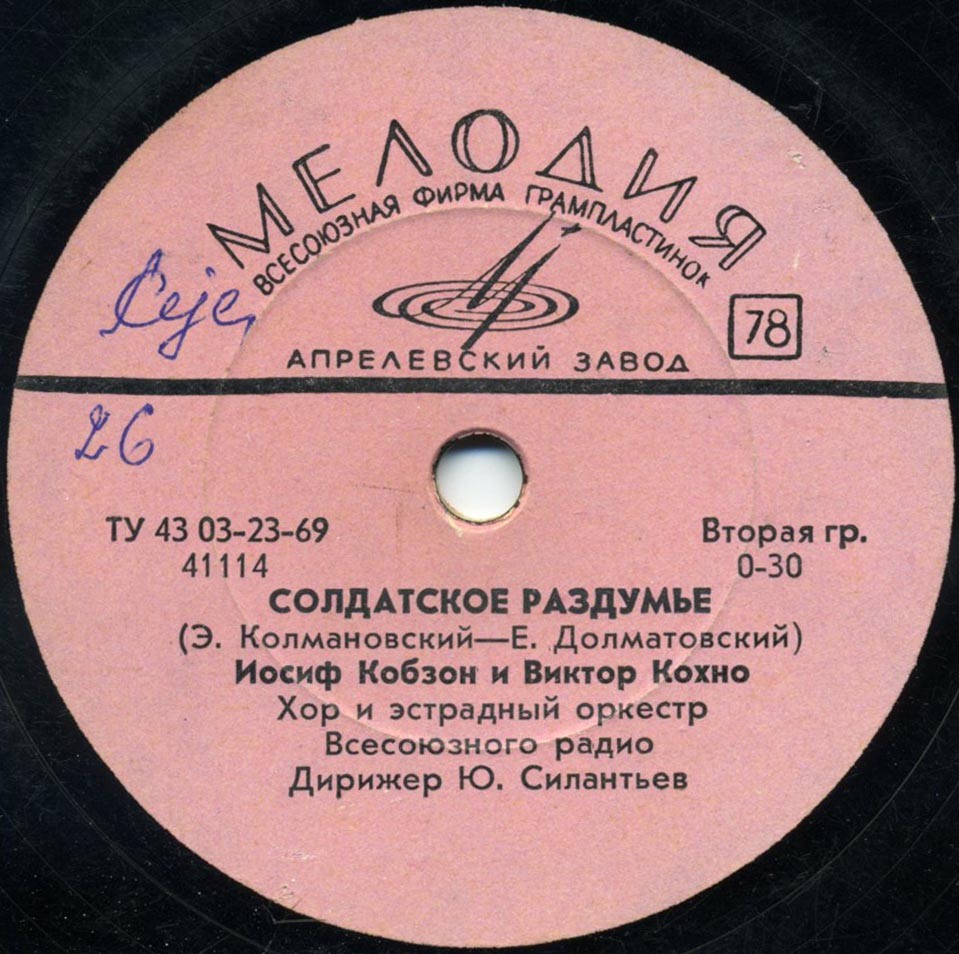 МЕЛОДИЯ
ВСЕСОЮЗНАЯ ФИРМА ГРАМПЛАСТИНОК
78
АПРЕЛЕВСКИЙ ЗАВОД
26
ТУ 43 03-23-69
Вторая гр.
41114
0-30
СОЛДАТСКОЕ РАЗДУМЬЕ
(Э. Колмановский—Е. Долматовский)
Иосиф Кобзон и Виктор Кохно
Хор и эстрадный оркестр
Всесоюзного радио
Дирижер Ю. Силантьев